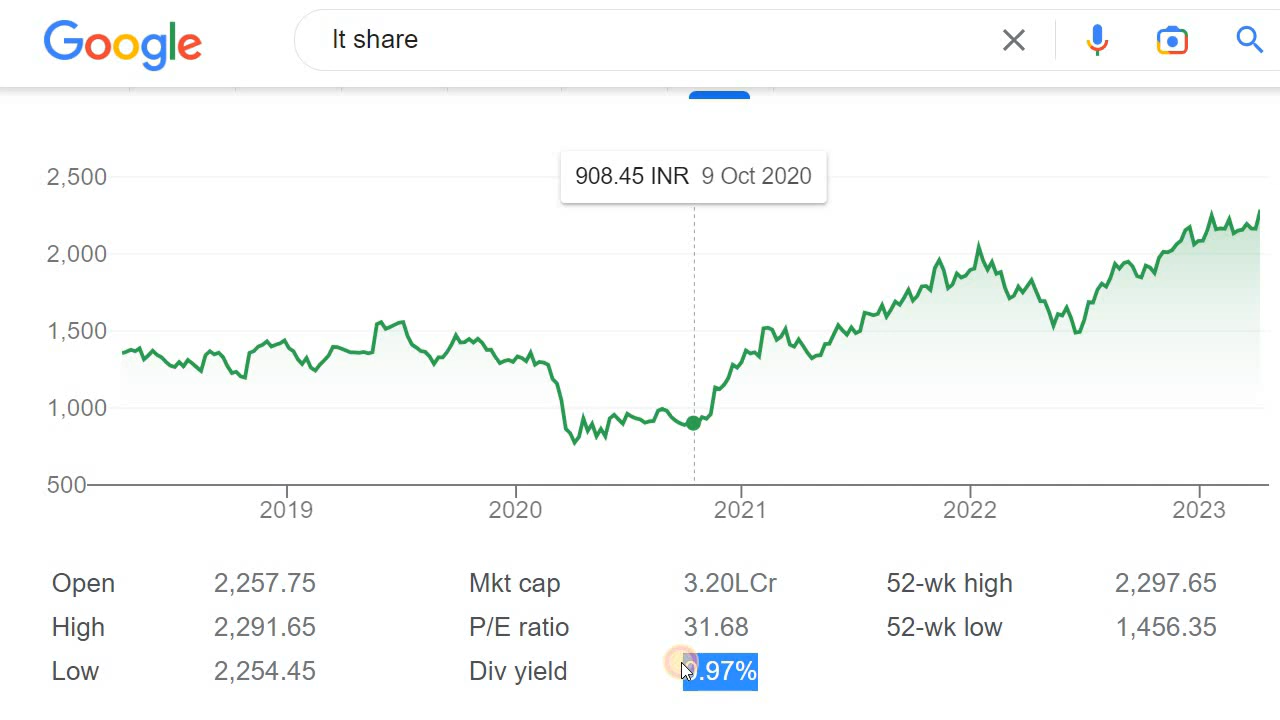 Google lt share
908.45 INR 9 Oct 2020
2,500
2,000
1,500
1,000
500
2019 2020 2021 2022 2023
Open 2,257.75 Mkt cap 3.20LCr 52-wk high 2,297.65
High 2,291.65 P/E ratio 31.68 52-wk low 1,456.35
Low 2,254.45 Div yield 0.97%